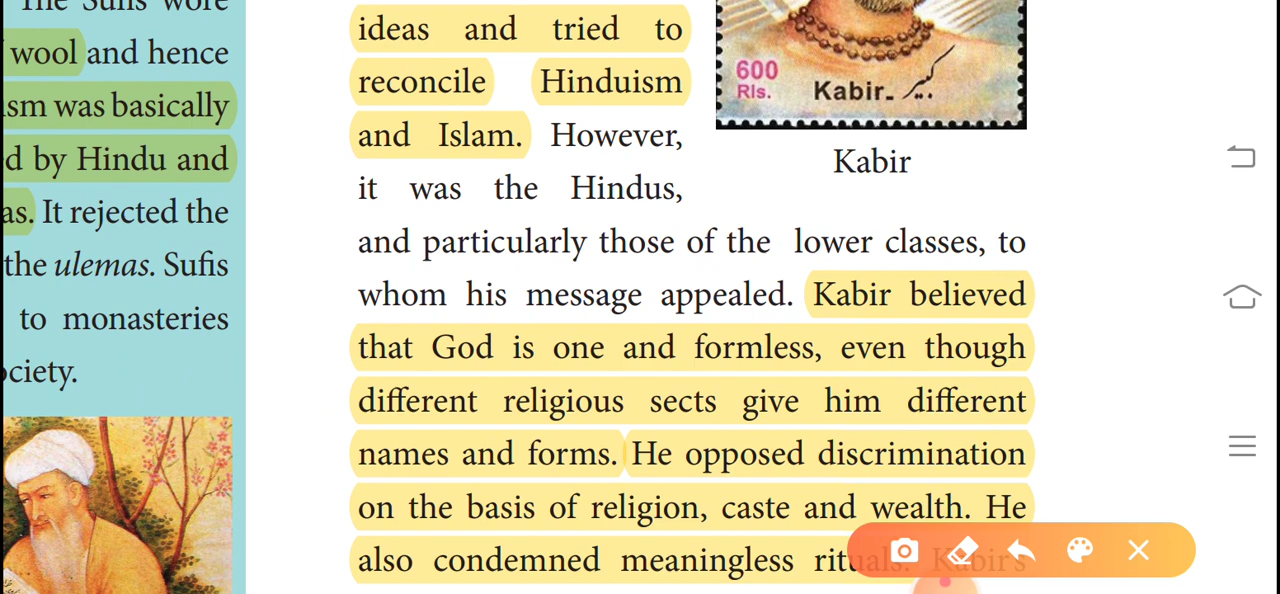 The Sufis wore
wool and hence
ism was basically
d by Hindu and
as. It rejected the
the ulemas. Sufis
to monasteries
ociety.
ideas and tried to
reconcile Hinduism
and Islam. However,
it was the Hindus,
and particularly those of the lower classes, to
whom his message appealed. Kabir believed
that God is one and formless, even though
different religious sects give him different
names and forms. He opposed discrimination
on the basis of religion, caste and wealth. He
also condemned meaningless rituals. Kabir's
600
Rls.
Kabir. کبیر
Kabir